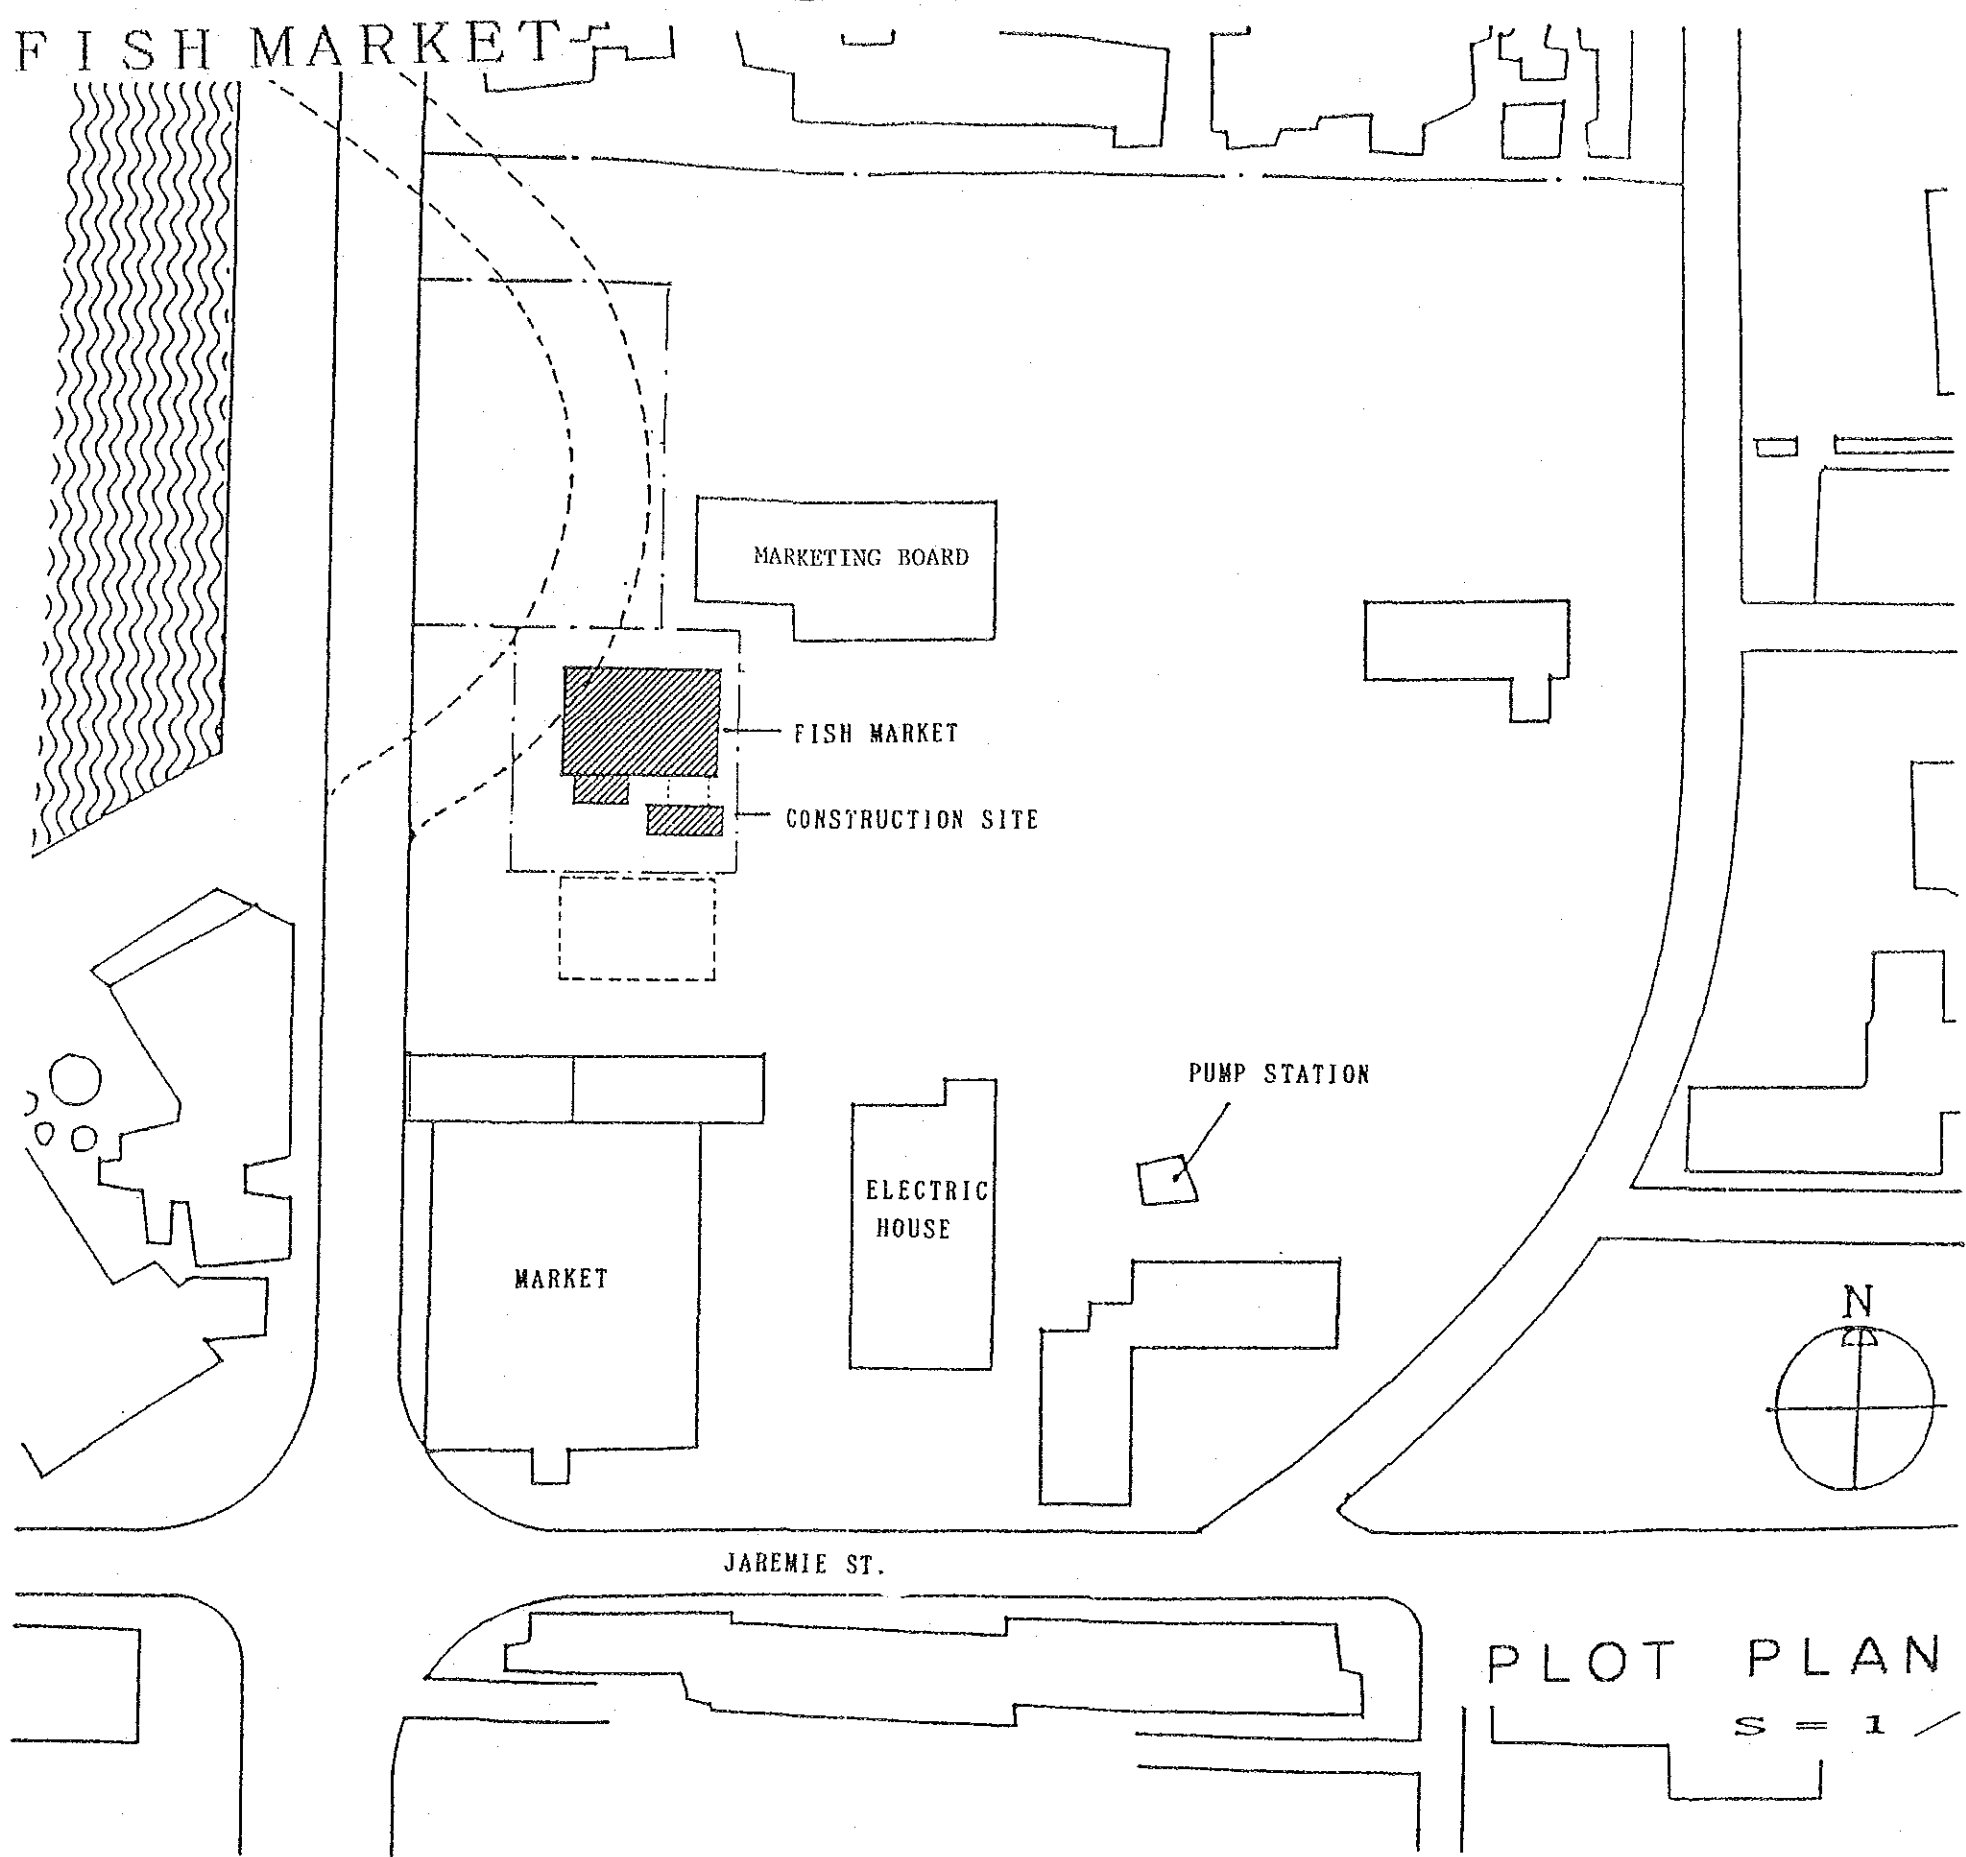 FISH MARKET
MARKETING BOARD
FISH MARKET
CONSTRUCTION SITE
PUMP STATION
ELECTRIC
HOUSE
MARKET
N
JAREMIE ST.
PLOT PLAN
S = 1 /